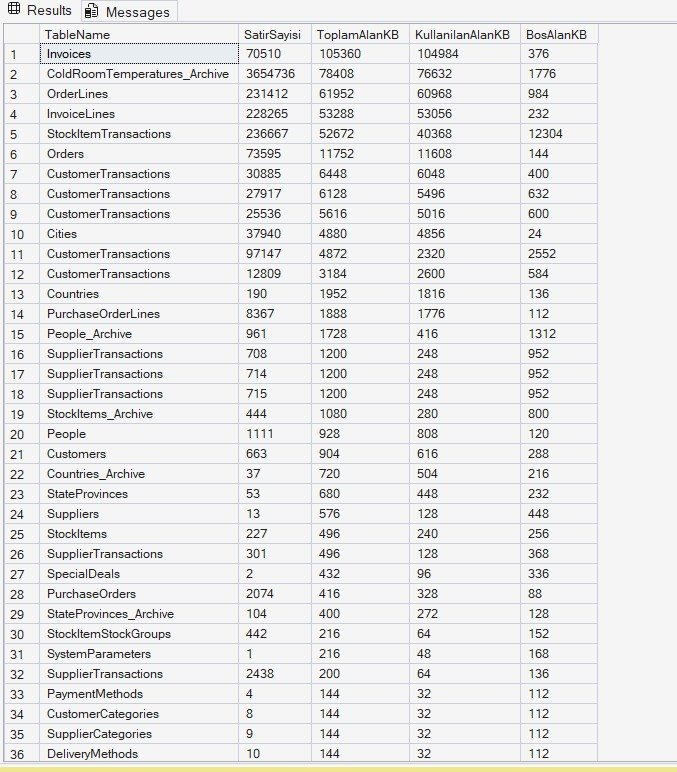 Results Messages
TableName SatirSayisi ToplamAlanKB KullanilanAlanKB BosAlanKB
1 Invoices 70510 105360 104984 376
2 ColdRoomTemperatures_Archive 3654736 78408 76632 1776
3 OrderLines 231412 61952 60968 984
4 InvoiceLines 228265 53288 53056 232
5 StockItemTransactions 236667 52672 40368 12304
6 Orders 73595 11752 11608 144
7 CustomerTransactions 30885 6448 6048 400
8 CustomerTransactions 27917 6128 5496 632
9 CustomerTransactions 25536 5616 5016 600
10 Cities 37940 4880 4856 24
11 CustomerTransactions 97147 4872 2320 2552
12 CustomerTransactions 12809 3184 2600 584
13 Countries 190 1952 1816 136
14 PurchaseOrderLines 8367 1888 1776 112
15 People_Archive 961 1728 416 1312
16 SupplierTransactions 708 1200 248 952
17 SupplierTransactions 714 1200 248 952
18 SupplierTransactions 715 1200 248 952
19 StockItems_Archive 444 1080 280 800
20 People 1111 928 808 120
21 Customers 663 904 616 288
22 Countries_Archive 37 720 504 216
23 StateProvinces 53 680 448 232
24 Suppliers 13 576 128 448
25 StockItems 227 496 240 256
26 SupplierTransactions 301 496 128 368
27 SpecialDeals 2 432 96 336
28 PurchaseOrders 2074 416 328 88
29 StateProvinces_Archive 104 400 272 128
30 StockItemStockGroups 442 216 64 152
31 SystemParameters 1 216 48 168
32 SupplierTransactions 2438 200 64 136
33 PaymentMethods 4 144 32 112
34 CustomerCategories 8 144 32 112
35 SupplierCategories 9 144 32 112
36 DeliveryMethods 10 144 32 112